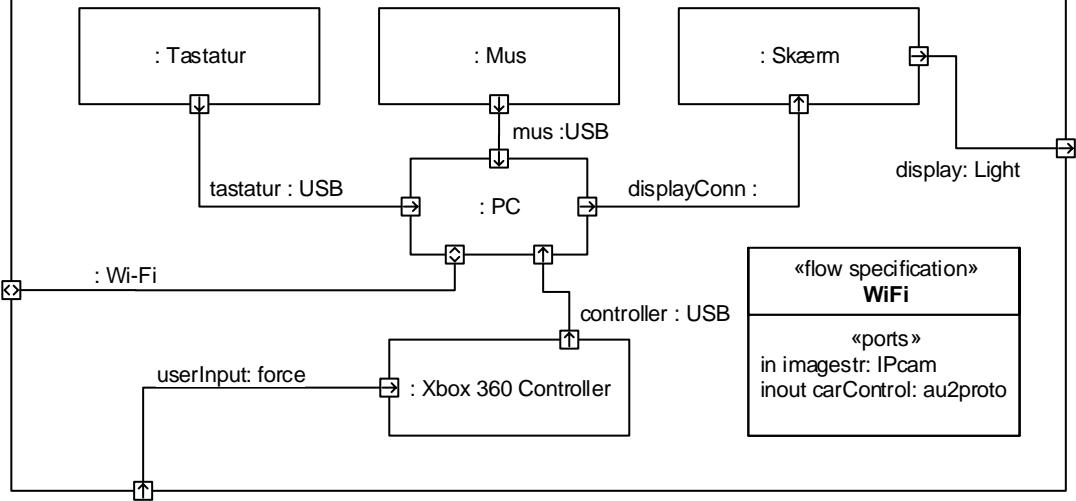 : Tastatur
: Mus
: Skærm
mus :USB
tastatur : USB
: PC
displayConn :
display: Light
: Wi-Fi
controller : USB
userInput: force
: Xbox 360 Controller
«flow specification»
WiFi
«ports»
in imagestr: IPcam
inout carControl: au2proto